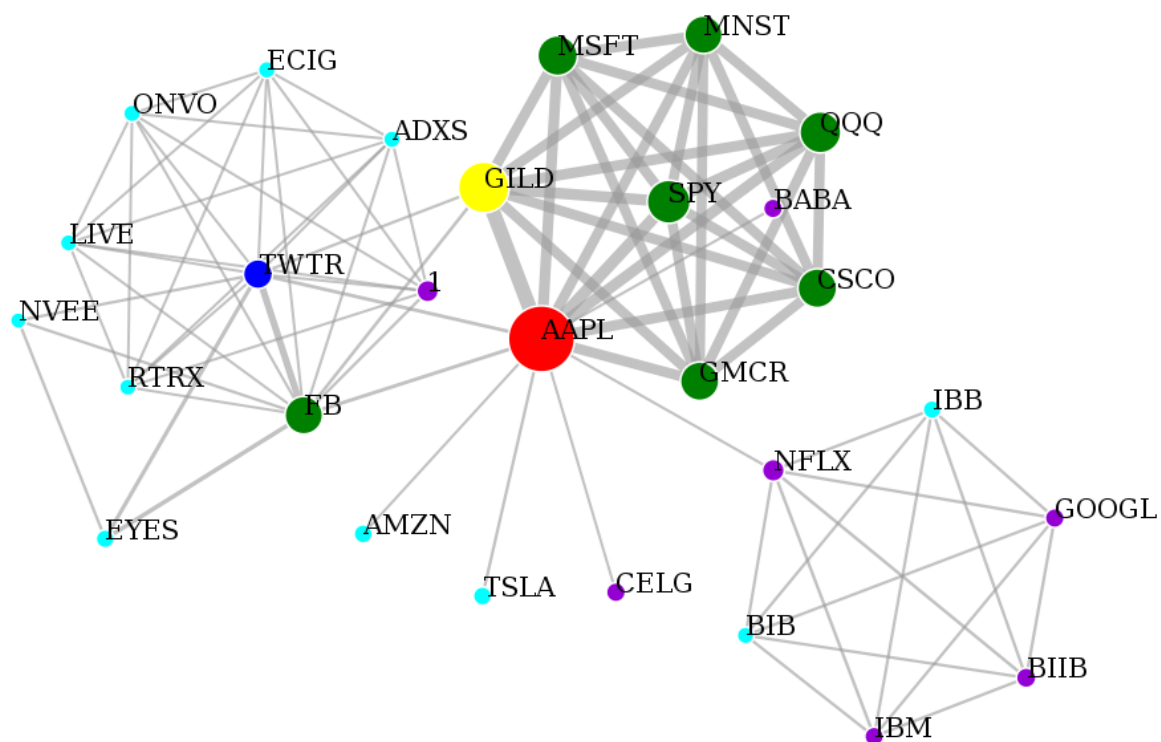 MNST
MSFT
ECIG
ONVO
QQQ
ADXS
GILD
SPY
BABA
LIVE
TWTR
1
CSCO
NVEE
AAPL
RTRX
GMCR
FB
IBB
NFLX
GOOGL
EYES
AMZN
TSLA
CELG
BIB
BIIB
IBM